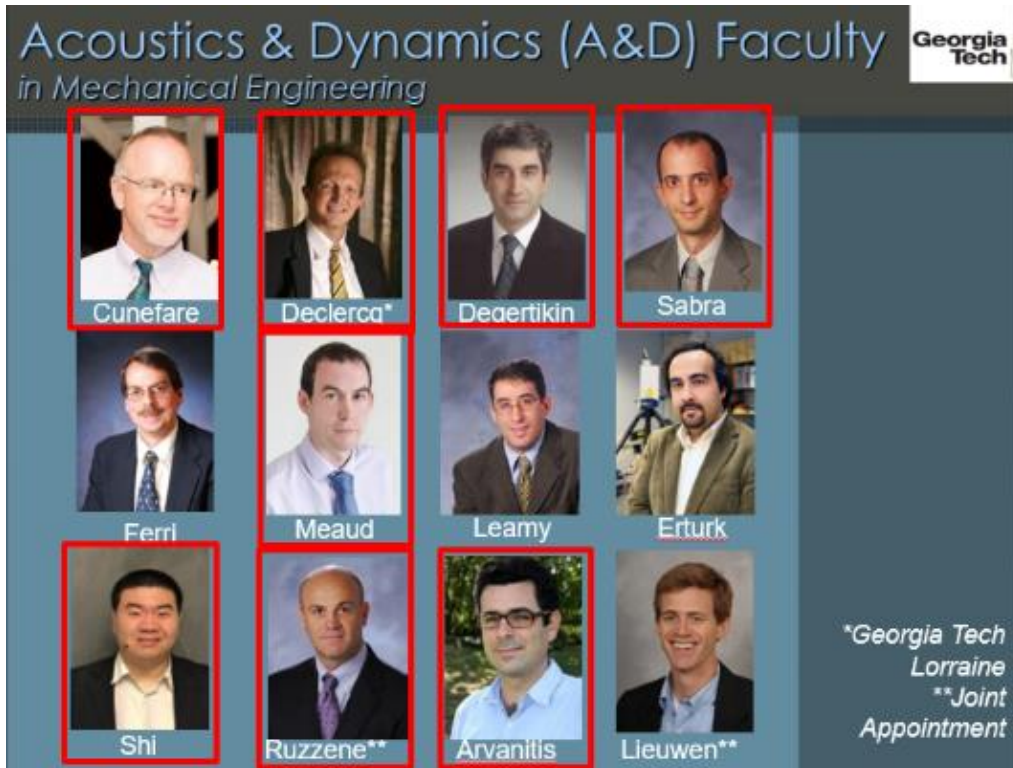 Acoustics & Dynamics (A&D) Faculty
in Mechanical Engineering
Georgia
Tech
Cunefare
Declercq*
Degertikin
Sabra
Ferri
Meaud
Leamy
Erturk
Shi
Ruzzene**
Arvanitis
Lieuwen**
*Georgia Tech
Lorraine
**Joint
Appointment